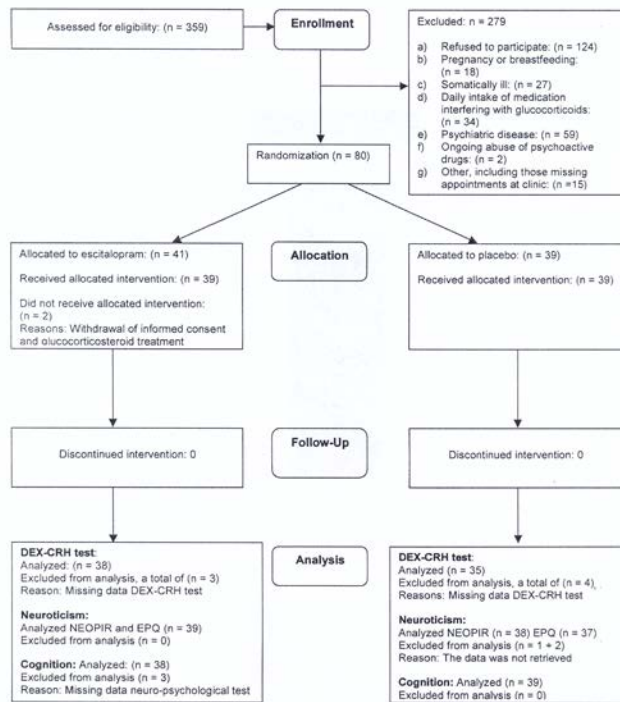 Assessed for eligibility: (n = 359)
Enrollment
Excluded: n = 279
a) Refused to participate: (n = 124)
b) Pregnancy or breastfeeding:
(n = 18)
c) Somatically ill: (n = 27)
d) Daily intake of medication
interfering with glucocorticoids:
(n = 34)
e) Psychiatric disease: (n = 59)
f) Ongoing abuse of psychoactive
drugs: (n = 2)
g) Other, including those missing
appointments at clinic: (n =15)
Randomization (n = 80)
Allocated to escitalopram: (n = 41)
Received allocated intervention: (n = 39)
Did not receive allocated intervention:
(n = 2)
Reasons: Withdrawal of informed consent
and glucocorticosteroid treatment
Allocation
Allocated to placebo: (n = 39)
Received allocated intervention: (n = 39)
Discontinued intervention: 0
Follow-Up
Discontinued intervention: 0
DEX-CRH test:
Analyzed: (n = 38)
Excluded from analysis, a total of (n = 3)
Reason: Missing data DEX-CRH test
Neuroticism:
Analyzed NEOPIR and EPQ (n = 39)
Excluded from analysis (n = 0)
Cognition: Analyzed: (n = 38)
Excluded from analysis (n = 3)
Reason: Missing data neuro-psychological test
Analysis
DEX-CRH test:
Analyzed (n = 35)
Excluded from analysis, a total of (n = 4),
Reasons: Missing data DEX-CRH test
Neuroticism:
Analyzed NEOPIR (n = 38) EPQ (n = 37)
Excluded from analysis (n = 1 + 2)
Reason: The data was not retrieved
Cognition: Analyzed (n = 39)
Excluded from analysis (n = 0)